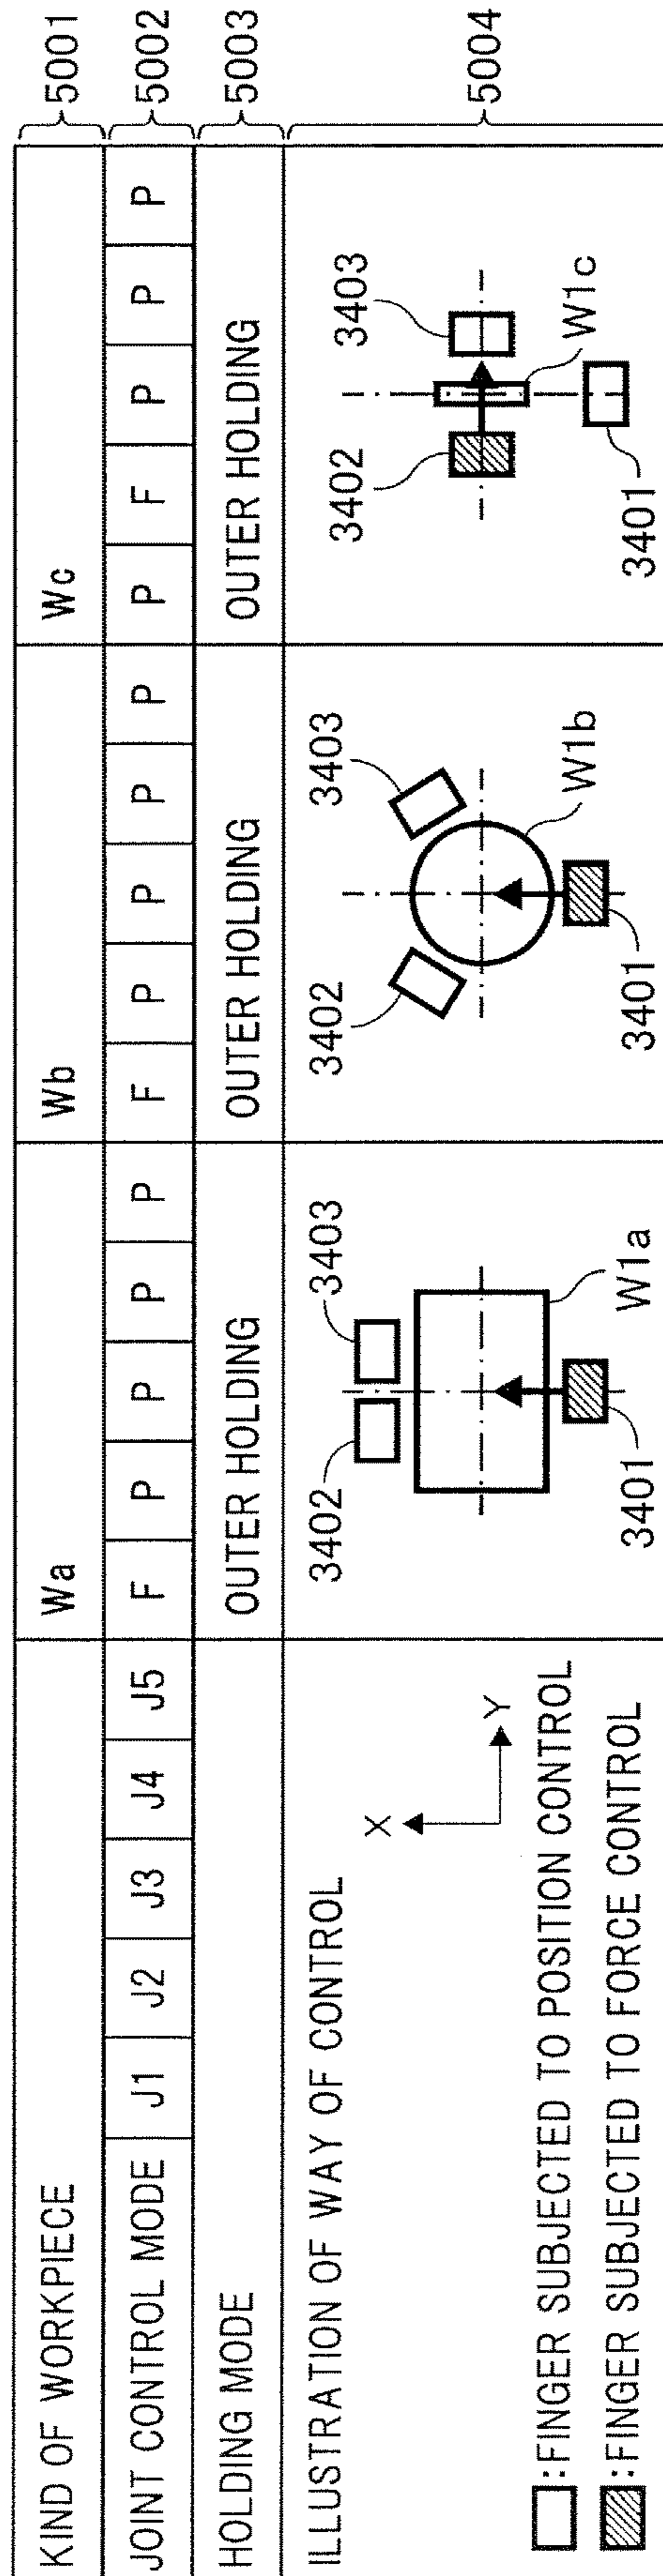 KIND OF WORKPIECE Wa Wb Wc 5001
JOINT CONTROL MODE J1 J2 J3 J4 J5 F P P P P F P P P P P F P P P 5002
HOLDING MODE OUTER HOLDING OUTER HOLDING OUTER HOLDING 5003
ILLUSTRATION OF WAY OF CONTROL 5004
X
Y
:FINGER SUBJECTED TO POSITION CONTROL
:FINGER SUBJECTED TO FORCE CONTROL
3402 3403
3401 W1a
3402 3403
3401 W1b
3402 3403
3401 W1c